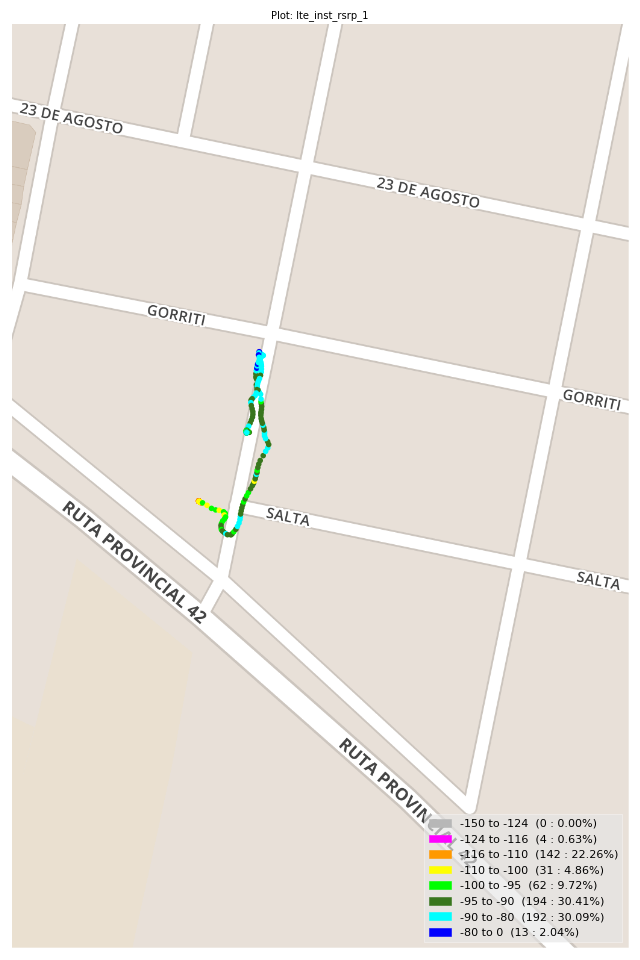 Plot: lte_inst_rsrp_1
23 DE AGOSTO
23 DE AGOSTO
GORRITI
GORRITI
SALTA
SALTA
RUTA PROVINCIAL 42
RUTA PROVINCIAL 42
-150 to -124 (0 : 0.00%)
-124 to -116 (4 : 0.63%)
-116 to -110 (142 : 22.26%)
-110 to -100 (31 : 4.86%)
-100 to -95 (62 : 9.72%)
-95 to -90 (194 : 30.41%)
-90 to -80 (192 : 30.09%)
-80 to 0 (13 : 2.04%)